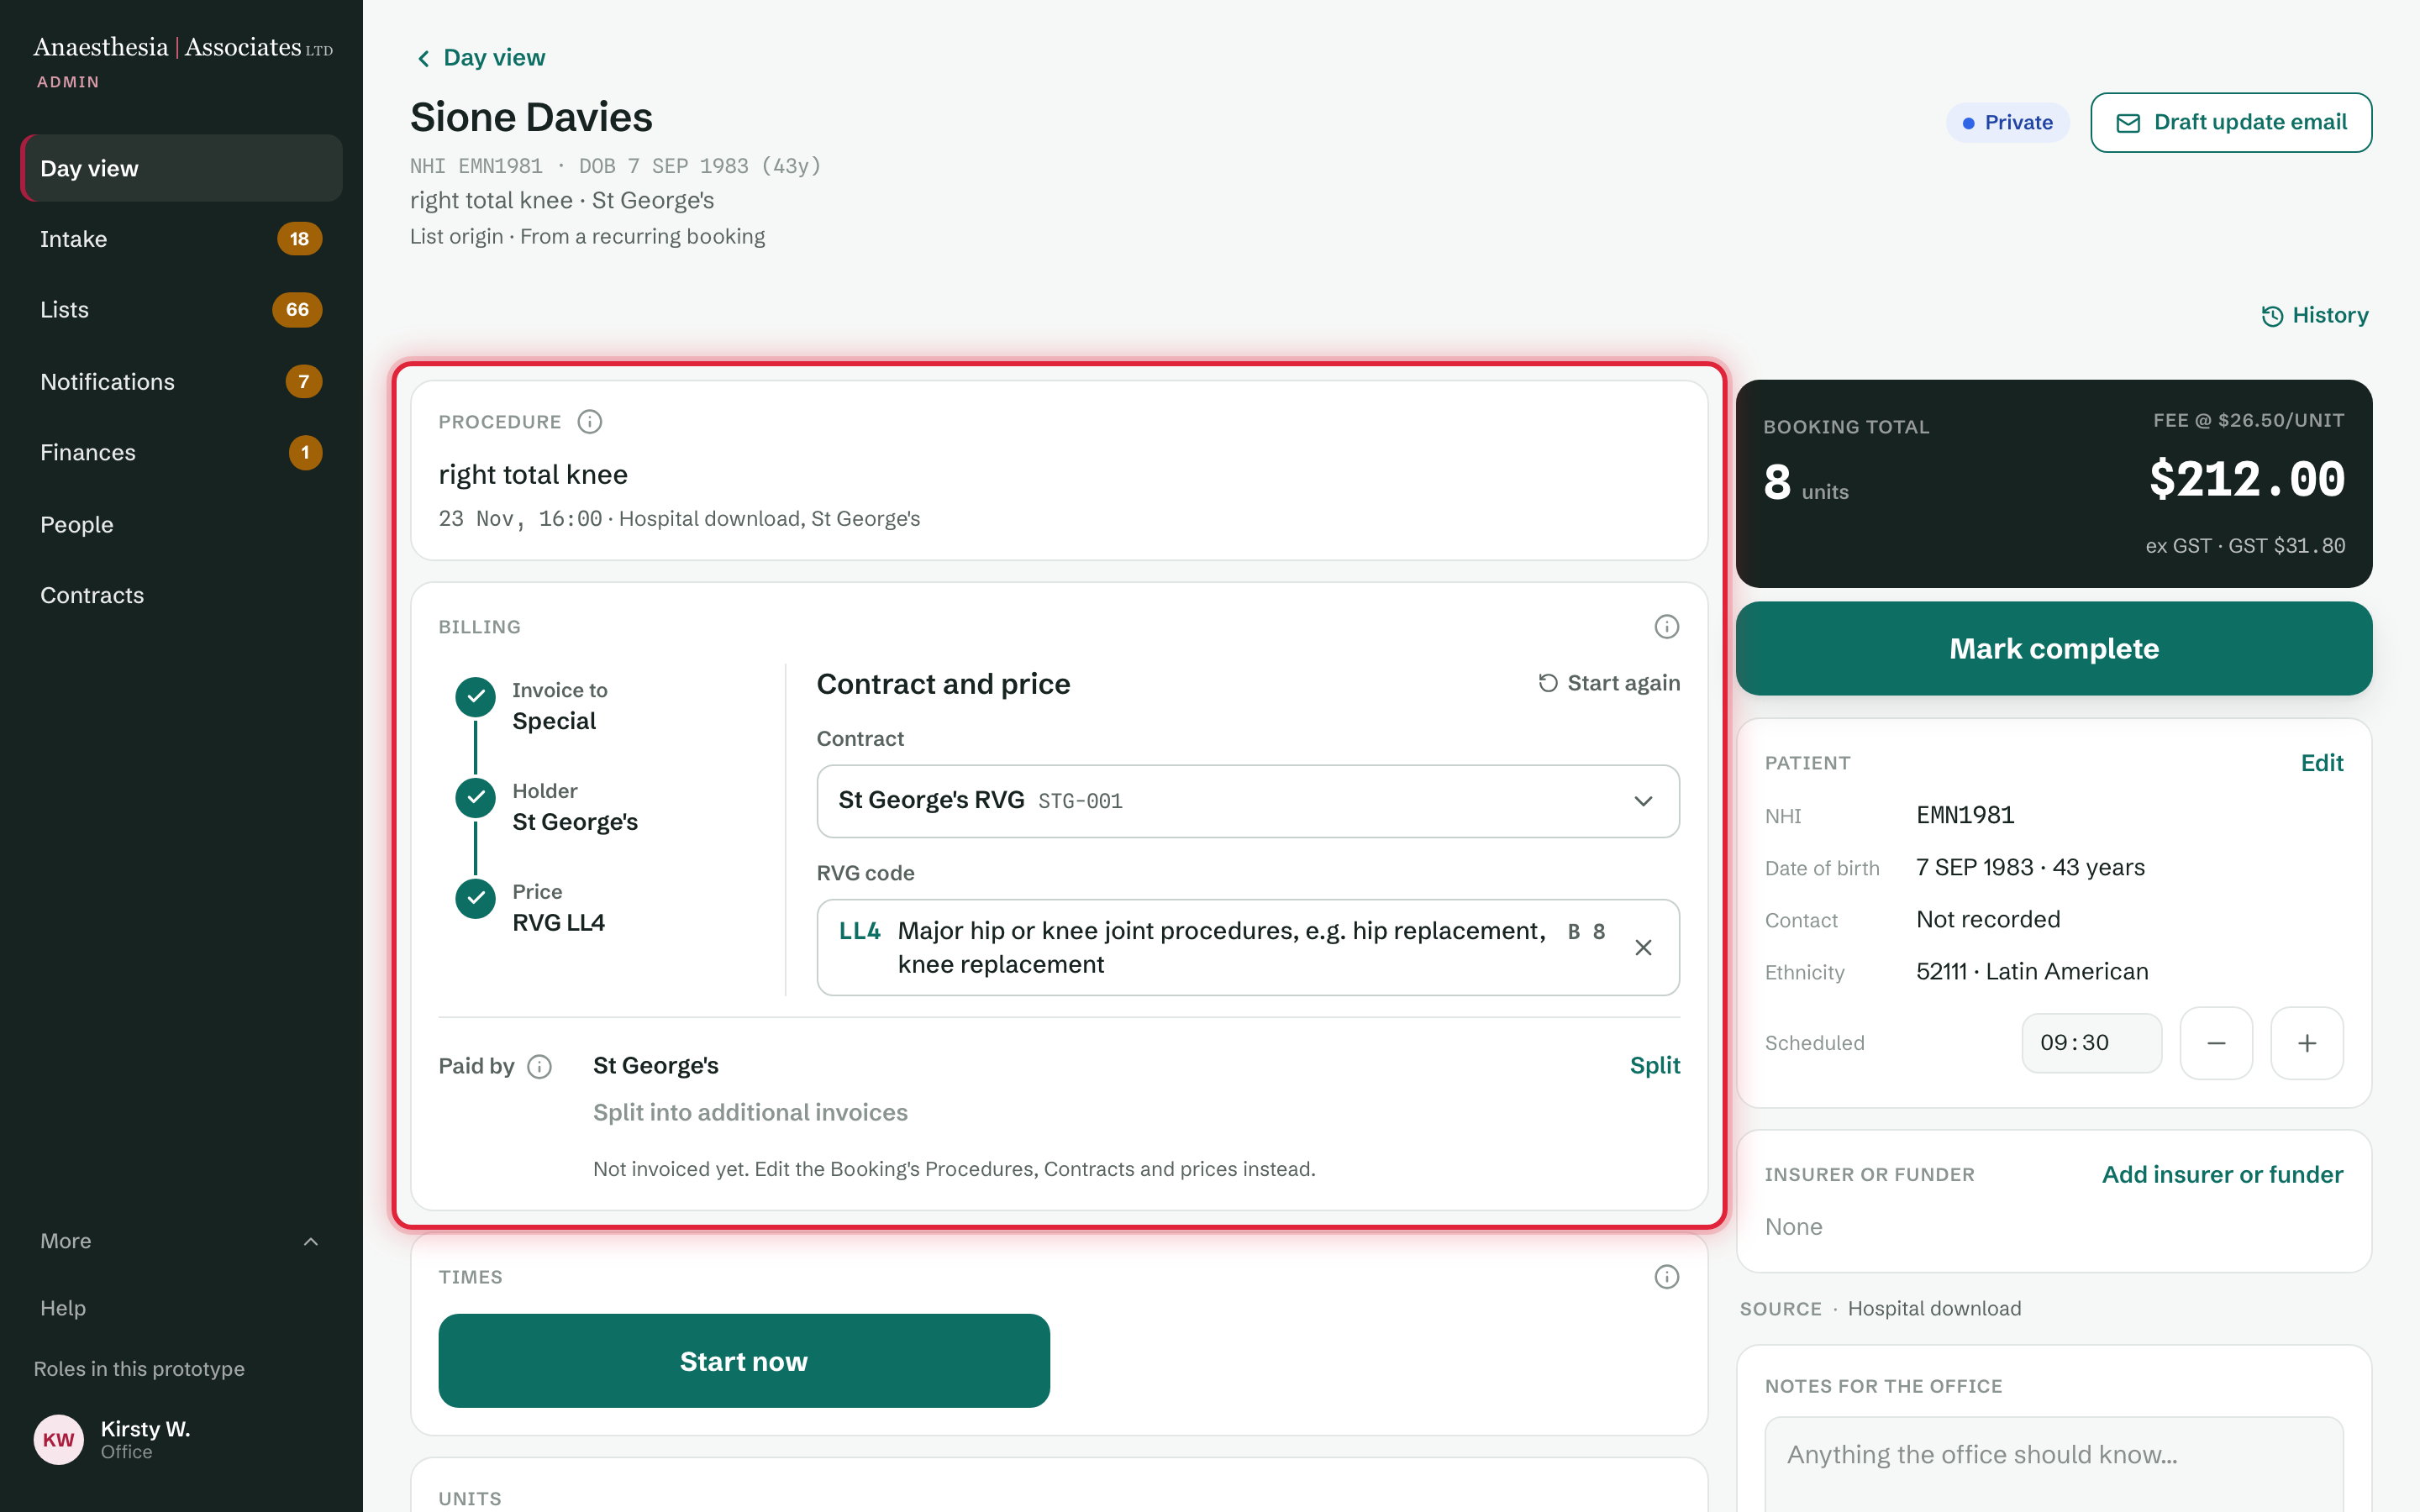 Anaesthesia | Associates LTD
ADMIN
Day view
Intake 18
Lists 66
Notifications 7
Finances 1
People
Contracts
More
Help
Roles in this prototype
KW
Kirsty W.
Office
Day view
Sione Davies
NHI EMN1981 · DOB 7 SEP 1983 (43y)
right total knee · St George's
List origin · From a recurring booking
Private
Draft update email
History
PROCEDURE
right total knee
23 Nov, 16:00 · Hospital download, St George's
BILLING
Invoice to
Special
Holder
St George's
Price
RVG LL4
Contract and price
Start again
Contract
St George's RVG STG-001
RVG code
LL4 Major hip or knee joint procedures, e.g. hip replacement, B 8
knee replacement
Paid by St George's Split
Split into additional invoices
Not invoiced yet. Edit the Booking's Procedures, Contracts and prices instead.
TIMES
Start now
UNITS
BOOKING TOTAL FEE @ $26.50/UNIT
8 units $212.00
ex GST · GST $31.80
Mark complete
PATIENT Edit
NHI EMN1981
Date of birth 7 SEP 1983 · 43 years
Contact Not recorded
Ethnicity 52111 · Latin American
Scheduled 09:30 − +
INSURER OR FUNDER Add insurer or funder
None
SOURCE · Hospital download
NOTES FOR THE OFFICE
Anything the office should know...